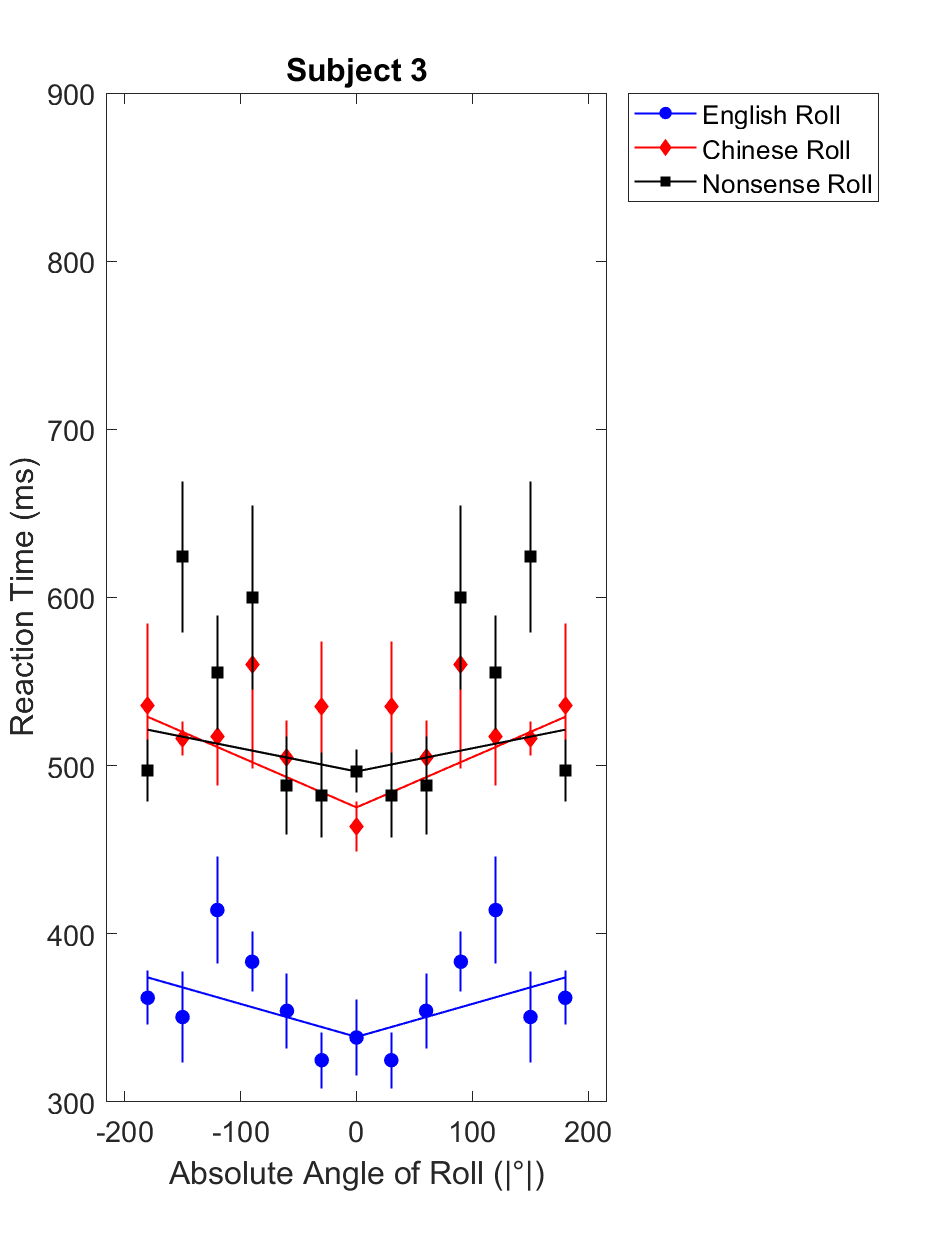 Subject 3
900
800
700
600
500
400
300
-200
-100
0
100
200
Reaction Time (ms)
Absolute Angle of Roll (|°|)
English Roll
Chinese Roll
Nonsense Roll